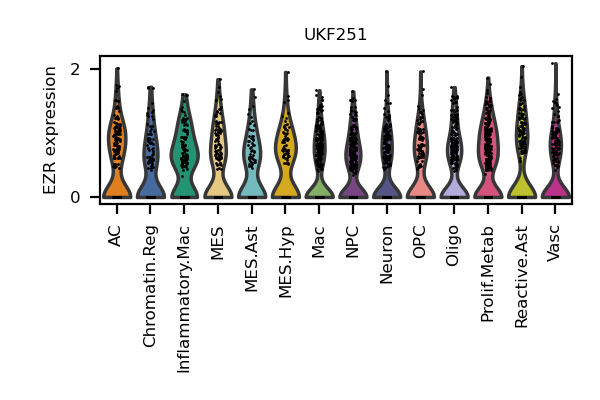 UKF251
EZR expression
2
0
AC
Chromatin.Reg
Inflammatory.Mac
MES
MES.Ast
MES.Hyp
Mac
NPC
Neuron
OPC
Oligo
Prolif.Metab
Reactive.Ast
Vasc